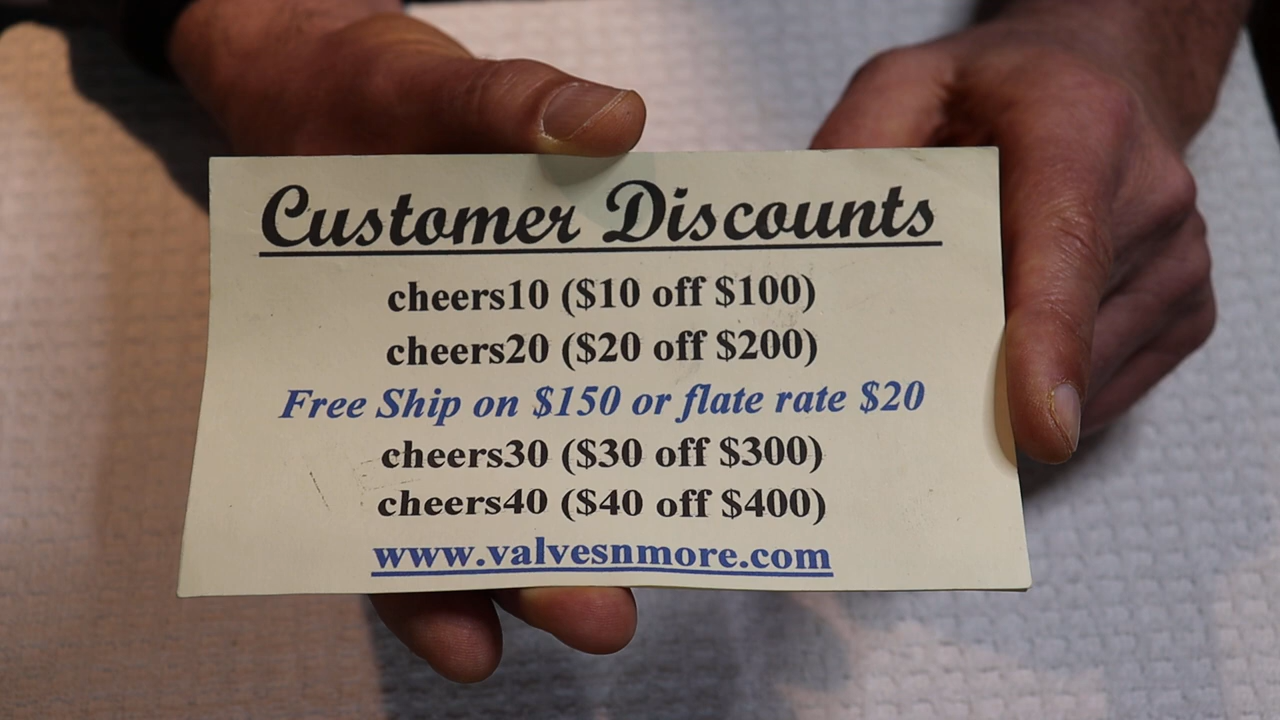 Customer Discounts
cheers10 ($10 off $100)
cheers20 ($20 off $200)
Free Ship on $150 or flate rate $20
cheers30 ($30 off $300)
cheers40 ($40 off $400)
www.valvesnmore.com